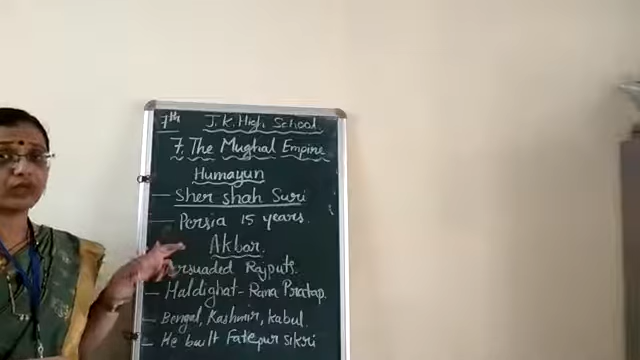 7th J. K. High School
7. The Mughal Empire
Humayun
— Sher shah Suri
— Persia 15 years.
Akbar.
Persuaded Rajputs.
— Haldighat - Rana Pratap.
— Bengal, Kashmir, Kabul.
— He built Fatepur sikri